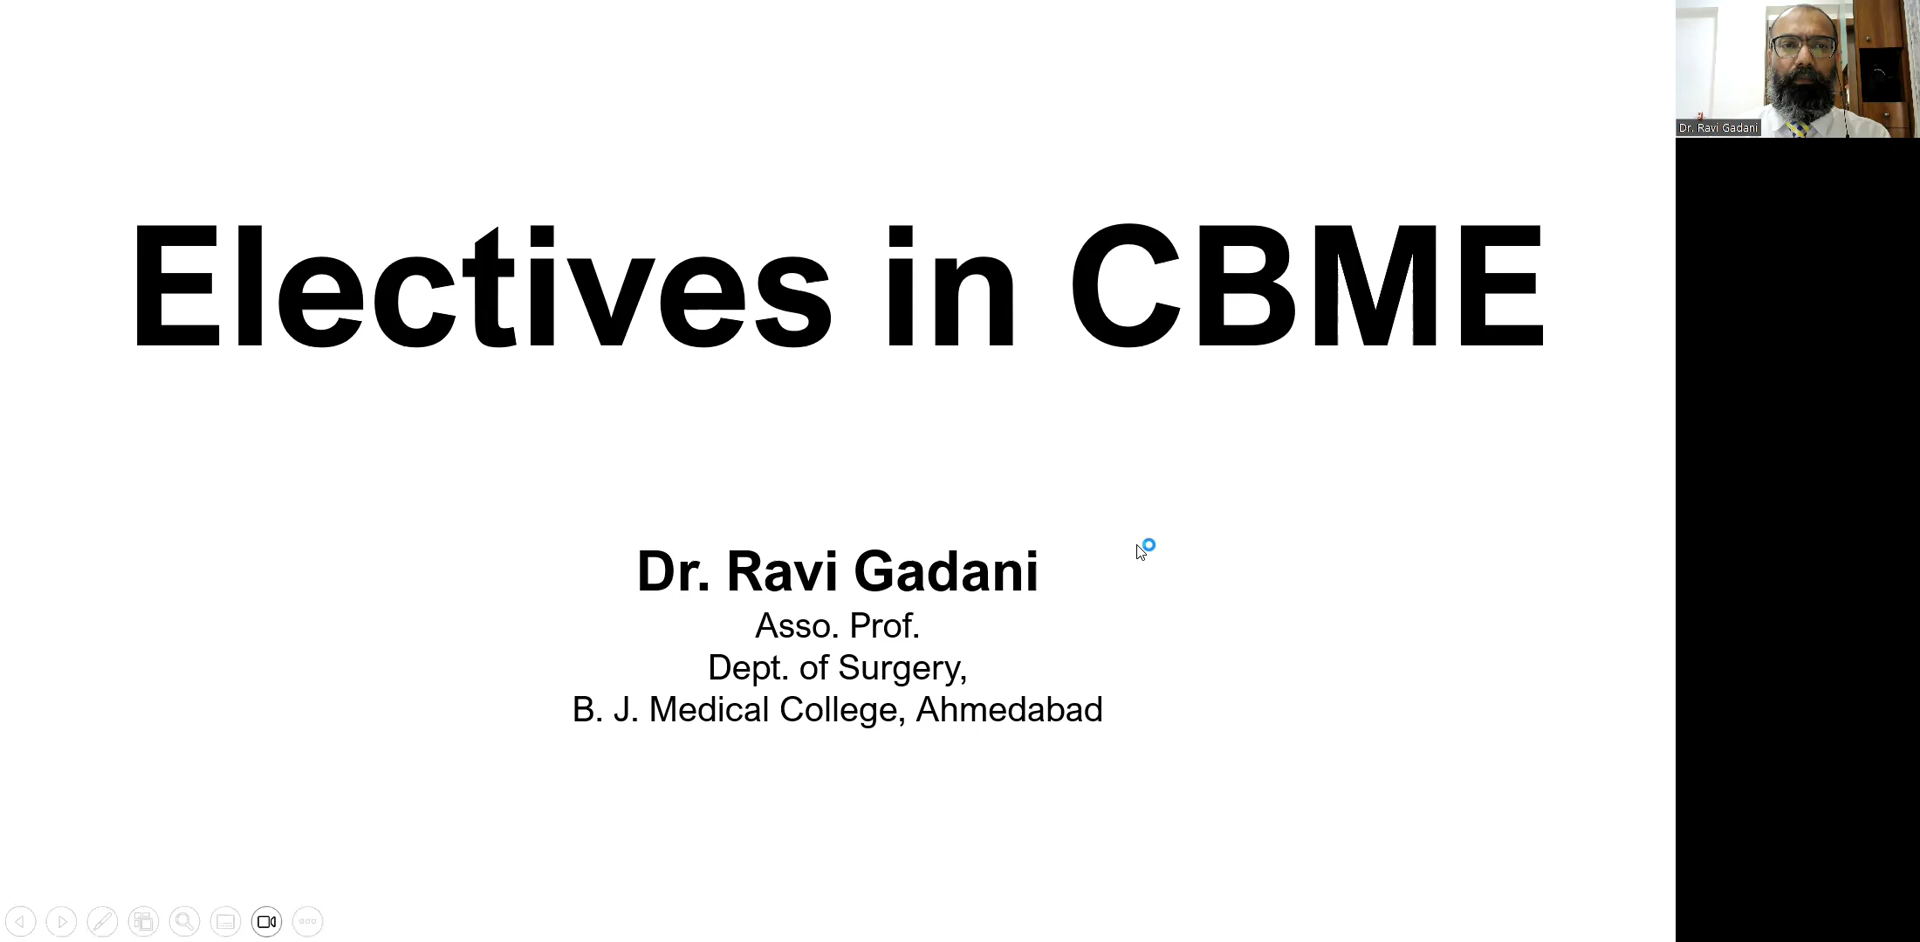 Electives in CBME
Dr. Ravi Gadani
Asso. Prof.
Dept. of Surgery,
B. J. Medical College, Ahmedabad
Dr. Ravi Gadani